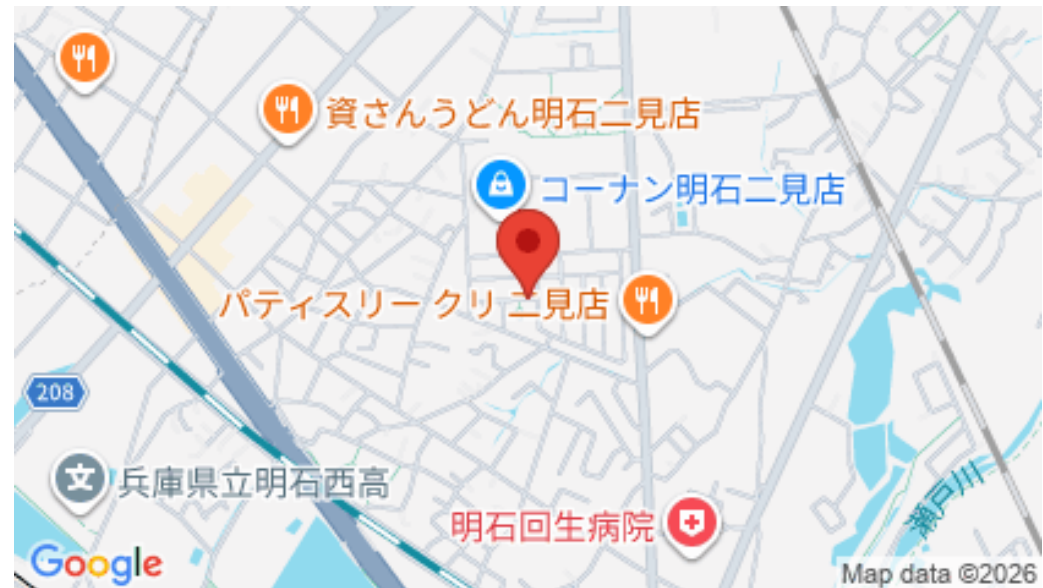 資さんうどん明石二見店
コーナン明石二見店
パティスリー クリ 二見店
208
兵庫県立明石西高
瀬戸川
明石回生病院
Google
Map data ©2026